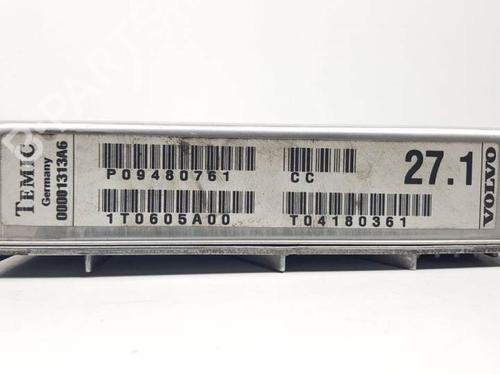 TEMIC
Germany
00001313A6
P09480761
CC
27.1
1T0605A00
T04180361
VOLVO